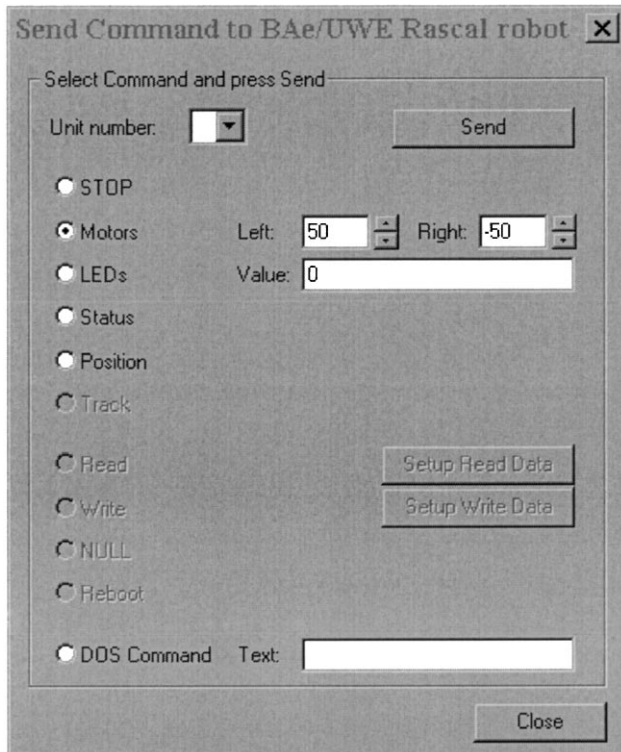 Send Command to BAe/UWE Rascal robot
Select Command and press Send
Unit number: Send
STOP
Motors Left: 50 Right: -50
LEDs Value: 0
Status
Position
Track
Read Setup Read Data
Write Setup Write Data
NULL
Reboot
DOS Command Text:
Close